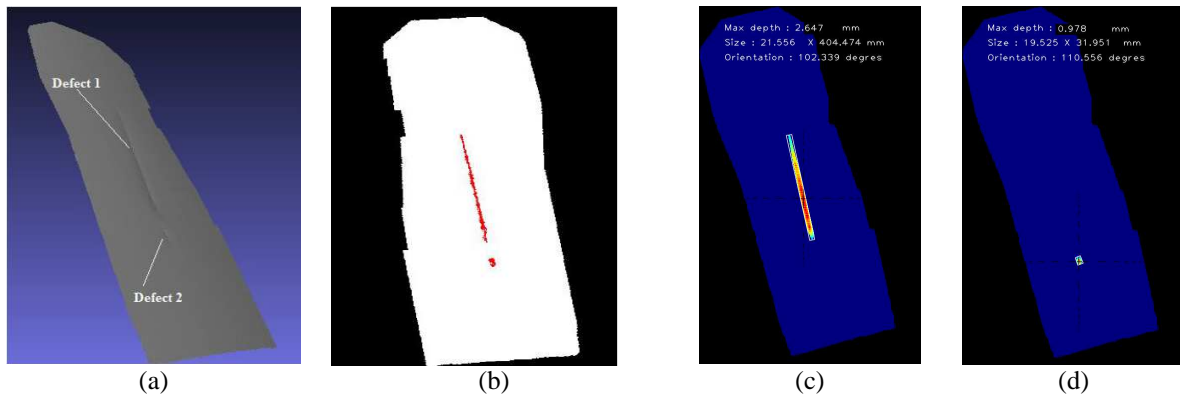 Defect 1
Defect 2
(a)
(b)
Max depth : 2.647 mm
Size : 21.556 X 404.474 mm
Orientation : 102.339 degres
(c)
Max depth : 0.978 mm
Size : 19.525 X 31.951 mm
Orientation : 110.556 degres
(d)